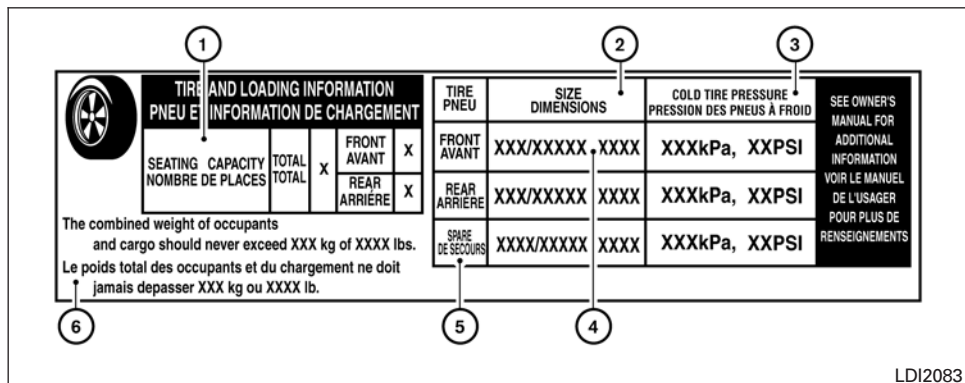 1
2
3
TIRE AND LOADING INFORMATION
PNEU ET INFORMATION DE CHARGEMENT
SEATING CAPACITY
NOMBRE DE PLACES
TOTAL
TOTAL
X
FRONT
AVANT
X
REAR
ARRIÉRE
X
The combined weight of occupants
and cargo should never exceed XXX kg of XXXX lbs.
Le poids total des occupants et du chargement ne doit
jamais depasser XXX kg ou XXXX lb.
TIRE
PNEU
SIZE
DIMENSIONS
COLD TIRE PRESSURE
PRESSION DES PNEUS À FROID
FRONT
AVANT
XXX/XXXXX XXXX
XXXkPa, XXPSI
REAR
ARRIÈRE
XXX/XXXXX XXXX
XXXkPa, XXPSI
SPARE
DE SECOURS
XXXX/XXXXX XXXX
XXXkPa, XXPSI
SEE OWNER'S
MANUAL FOR
ADDITIONAL
INFORMATION
VOIR LE MANUEL
DE L'USAGER
POUR PLUS DE
RENSEIGNEMENTS
6
5
4
LDI2083